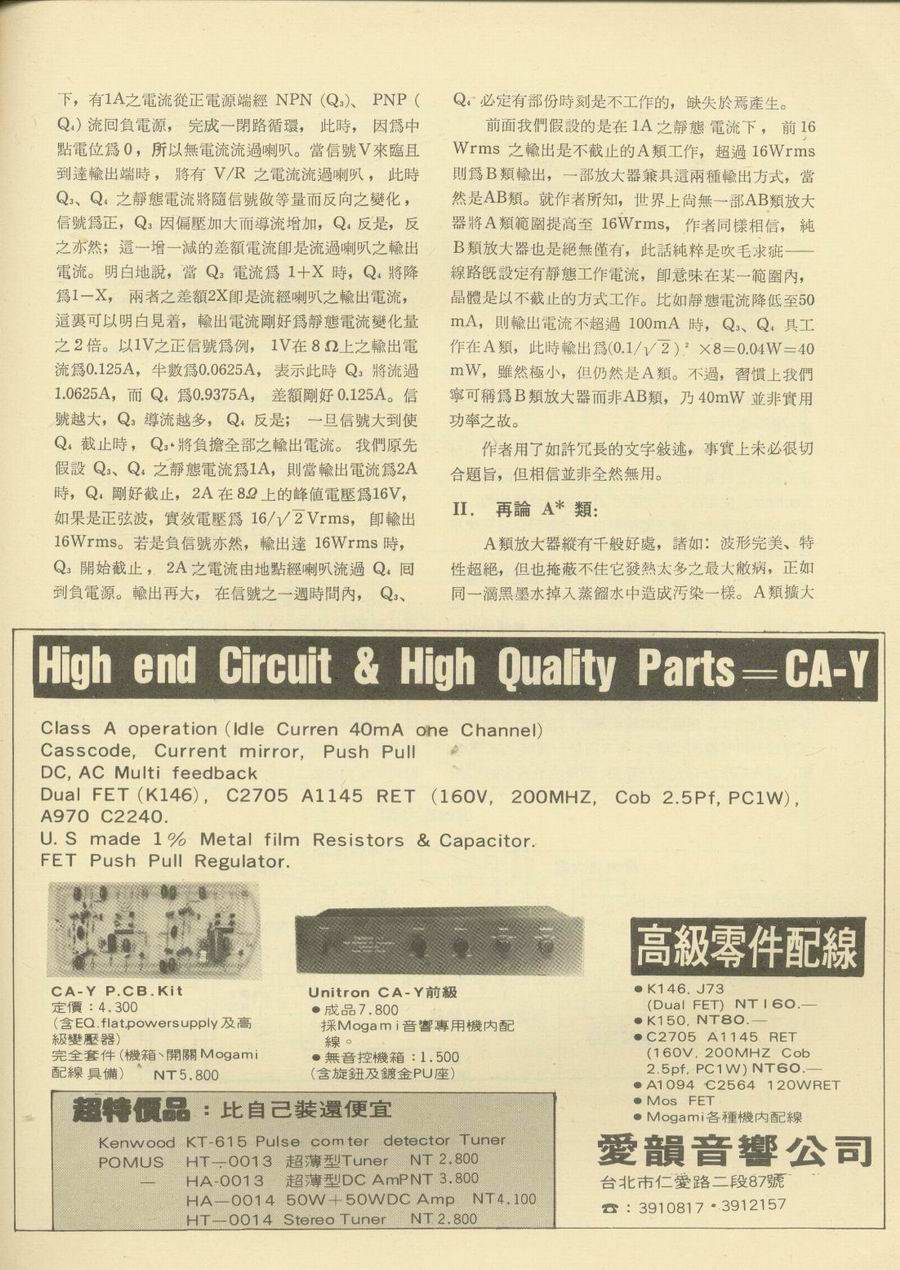 下，有1A之電流從正電源端經 NPN (Q₃)、 PNP (
Q₄) 流回負電源， 完成一閉路循環， 此時， 因爲中
點電位爲 0 ，所以無電流流過喇叭。當信號V來臨且
到達輸出端時， 將有 V/R 之電流流過喇叭 ， 此時
Q₃、Q₄ 之靜態電流將隨信號做等量而反向之變化，
信號爲正，Q₃ 因偏壓加大而導流增加，Q₄ 反是，反
之亦然；這一增一減的差額電流卽是流過喇叭之輸出
電流。明白地說，當 Q₃ 電流爲 1+X 時，Q₄ 將降
爲1－X， 兩者之差額2X卽是流經喇叭之輸出電流，
這裏可以明白見着，輸出電流剛好爲靜態電流變化量
之 2 倍。以1V之正信號爲例， 1V在 8 Ω上之輸出電
流爲0.125A，半數爲0.0625A， 表示此時 Q₃ 將流過
1.0625A，而 Q₄ 爲0.9375A， 差額剛好 0.125A。信
號越大，Q₃ 導流越多， Q₄ 反是； 一旦信號大到使
Q₄ 截止時， Q₃ 將負擔全部之輸出電流。 我們原先
假設 Q₃、Q₄ 之靜態電流爲1A，則當輸出電流爲2A
時，Q₄ 剛好截止，2A 在 8Ω 上的峰値電壓爲16V，
如果是正弦波，實效電壓爲 16/√2 Vrms， 卽輸出
16Wrms。若是負信號亦然，輸出達 16Wrms 時，
Q₃ 開始截止， 2A 之電流由地點經喇叭流過 Q₄ 囘
到負電源。輸出再大， 在信號之一週時間內， Q₃、
Q₄ 必定有部份時刻是不工作的，缺失於焉產生。
前面我們假設的是在 1A 之靜態 電流下 ， 前 16
Wrms 之輸出是不截止的A類工作，超過 16Wrms
則爲B類輸出，一部放大器兼具這兩種輸出方式，當
然是AB類。就作者所知，世界上尙無一部AB類放大
器將A類範圍提高至 16Wrms， 作者同樣相信， 純
B類放大器也是絕無僅有，此話純粹是吹毛求疵——
線路旣設定有靜態工作電流，卽意味在某一範圍內，
晶體是以不截止的方式工作。比如靜態電流降低至50
mA，則輸出電流不超過 100mA 時，Q₃、Q₄ 具工
作在A類，此時輸出爲(0.1/√2)² ×8=0.04W=40
mW，雖然極小，但仍然是A類。不過，習慣上我們
寧可稱爲B類放大器而非AB類，乃 40mW 並非實用
功率之故。
作者用了如許冗長的文字敍述，事實上未必很切
合題旨，但相信並非全然無用。
II. 再論 A* 類：
A類放大器縱有千般好處，諸如：波形完美、特
性超絕，但也掩蔽不住它發熱太多之最大敝病，正如
同一滴黑墨水掉入蒸餾水中造成汚染一樣。A類擴大
High end Circuit & High Quality Parts＝CA-Y
Class A operation (Idle Curren 40mA one Channel)
Casscode, Current mirror, Push Pull
DC, AC Multi feedback
Dual FET (K146), C2705 A1145 RET (160V, 200MHZ, Cob 2.5Pf, PC1W),
A970 C2240.
U. S made 1% Metal film Resistors & Capacitor.
FET Push Pull Regulator.
CA-Y P.CB.Kit
定價：4.300
(含EQ.flat,powersupply及高
級變壓器)
完全套件(機箱、開關Mogami
配線具備) NT5.800
Unitron CA-Y前級
●成品7.800
採Mogami音響專用機內配
線。
●無音控機箱：1.500
(含旋鈕及鍍金PU座)
高級零件配線
●K146. J73
(Dual FET) NT160.—
●K150. NT80.—
●C2705 A1145 RET
(160V, 200MHZ Cob
2.5pf, PC1W) NT60.—
●A1094 C2564 120WRET
●Mos FET
●Mogami各種機內配線
超特價品：比自己裝還便宜
Kenwood KT-615 Pulse comter detector Tuner
POMUS HT—0013 超薄型Tuner NT 2.800
— HA-0013 超薄型DC AmPNT 3.800
HA—0014 50W＋50WDC Amp NT4.100
HT—0014 Stereo Tuner NT 2.800
愛韻音響公司
台北市仁愛路二段87號
☎：3910817・3912157